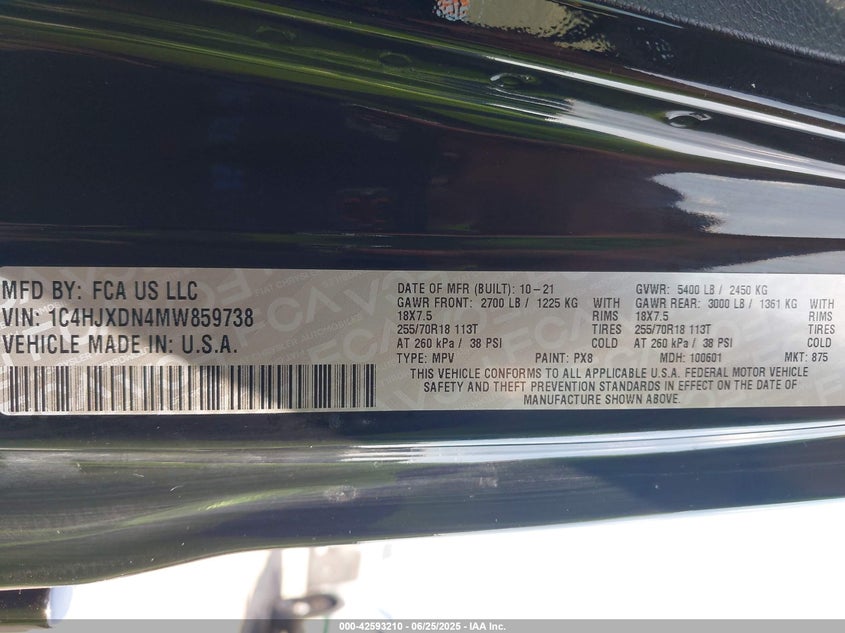 MFD BY: FCA US LLC
VIN: 1C4HJXDN4MW859738
VEHICLE MADE IN: U.S.A.
DATE OF MFR (BUILT): 10-21 GVWR: 5400 LB / 2450 KG
GAWR FRONT: 2700 LB / 1225 KG WITH GAWR REAR: 3000 LB / 1361 KG WITH
18X7.5 RIMS 18X7.5 RIMS
255/70R18 113T TIRES 255/70R18 113T TIRES
AT 260 kPa / 38 PSI COLD AT 260 kPa / 38 PSI COLD
TYPE: MPV PAINT: PX8 MDH: 100601 MKT: 875
THIS VEHICLE CONFORMS TO ALL APPLICABLE U.S.A. FEDERAL MOTOR VEHICLE
SAFETY AND THEFT PREVENTION STANDARDS IN EFFECT ON THE DATE OF
MANUFACTURE SHOWN ABOVE.
000-42593210 - 06/25/2025 - IAA Inc.